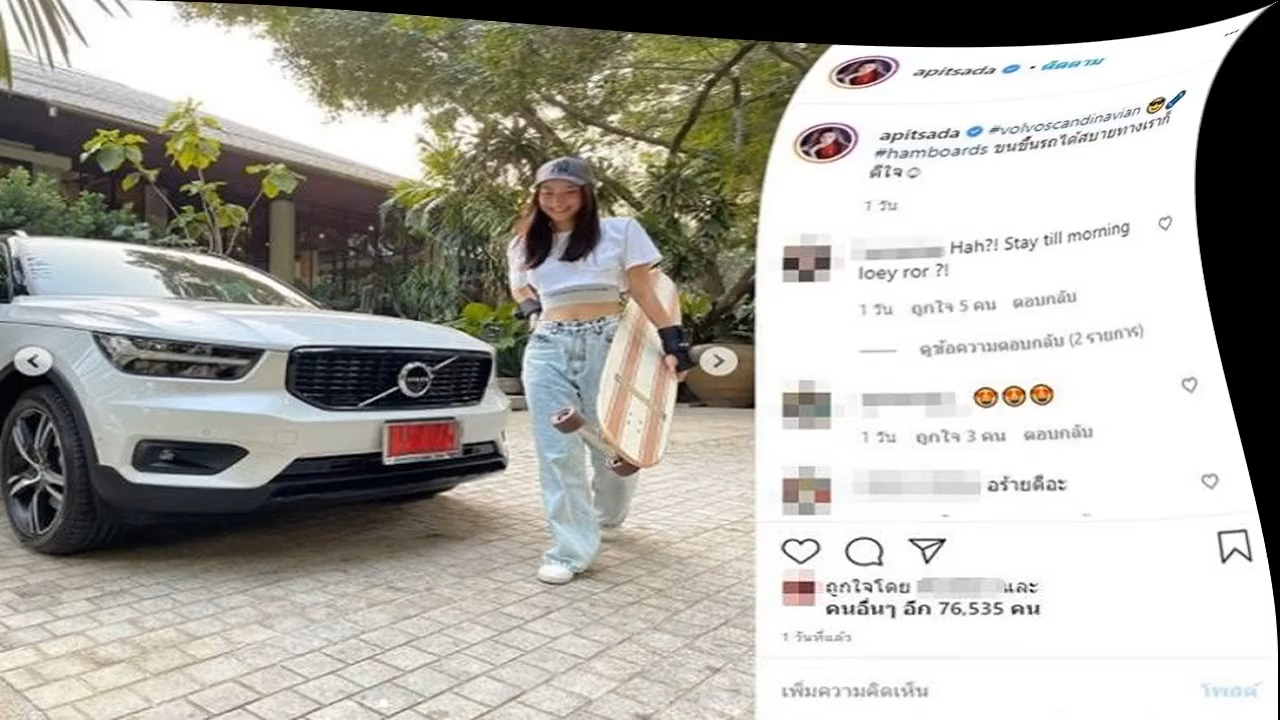 apitsada • ติดตาม
apitsada #volvoscandinavian
#hamboards ขนขึ้นรถได้สบายทางเราก็
ดีใจ
1 วัน
Hah?! Stay till morning
loey ror ?!
1 วัน ถูกใจ 5 คน ตอบกลับ
ดูข้อความตอบกลับ (2 รายการ)
1 วัน ถูกใจ 3 คน ตอบกลับ
อร้ายดีอะ
ถูกใจโดย และ
คนอื่นๆ อีก 76,535 คน
1 วันที่แล้ว
เพิ่มความคิดเห็น
โพสต์